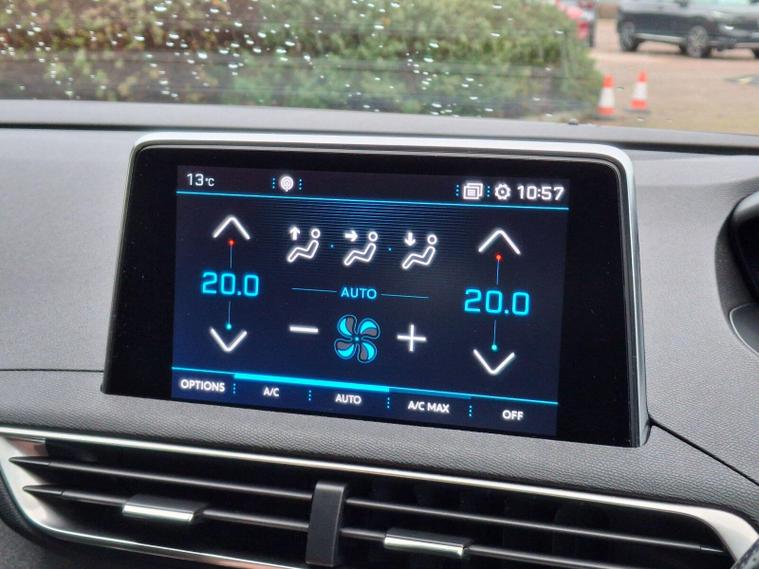 13°C 10:57
20.0 20.0
AUTO
OPTIONS A/C AUTO A/C MAX OFF